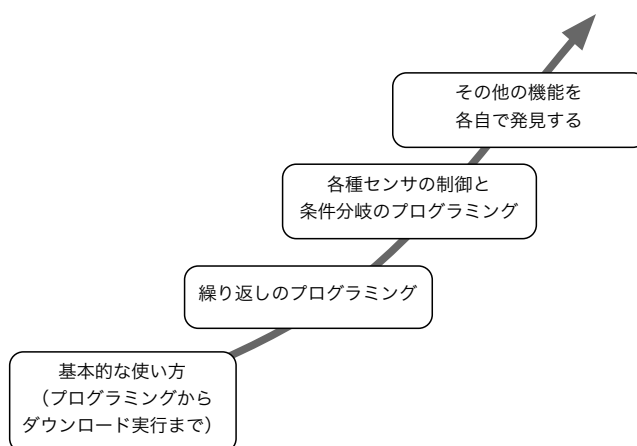 その他の機能を
各自で発見する
各種センサの制御と
条件分岐のプログラミング
繰り返しのプログラミング
基本的な使い方
（プログラミングから
ダウンロード実行まで）